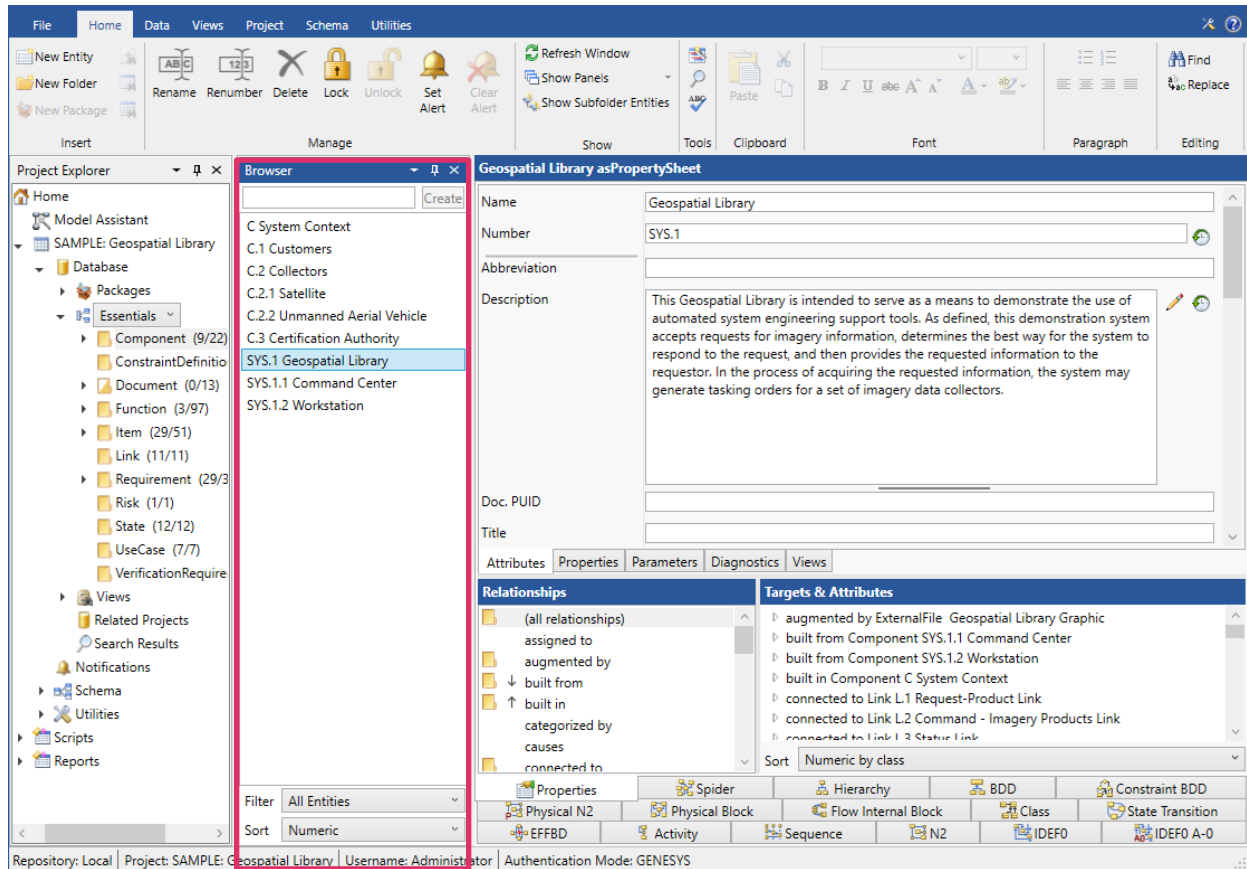 File Home Data Views Project Schema Utilities
New Entity
New Folder
New Package
Insert
ABC
Rename
123
Renumber
Delete
Lock
Unlock
Set Alert
Clear Alert
Manage
Refresh Window
Show Panels
Show Subfolder Entities
Show
ABC
Tools
Paste
Clipboard
B I U abc A A A ab
Font
Paragraph
Find
Replace
Editing
Project Explorer
Home
Model Assistant
SAMPLE: Geospatial Library
Database
Packages
Essentials
Component (9/22)
ConstraintDefinitio
Document (0/13)
Function (3/97)
Item (29/51)
Link (11/11)
Requirement (29/3
Risk (1/1)
State (12/12)
UseCase (7/7)
VerificationRequire
Views
Related Projects
Search Results
Notifications
Schema
Utilities
Scripts
Reports
Browser
Create
C System Context
C.1 Customers
C.2 Collectors
C.2.1 Satellite
C.2.2 Unmanned Aerial Vehicle
C.3 Certification Authority
SYS.1 Geospatial Library
SYS.1.1 Command Center
SYS.1.2 Workstation
Filter All Entities
Sort Numeric
Geospatial Library asPropertySheet
Name Geospatial Library
Number SYS.1
Abbreviation
Description
This Geospatial Library is intended to serve as a means to demonstrate the use of
automated system engineering support tools. As defined, this demonstration system
accepts requests for imagery information, determines the best way for the system to
respond to the request, and then provides the requested information to the
requestor. In the process of acquiring the requested information, the system may
generate tasking orders for a set of imagery data collectors.
Doc. PUID
Title
Attributes Properties Parameters Diagnostics Views
Relationships
(all relationships)
assigned to
augmented by
built from
built in
categorized by
causes
connected to
Targets & Attributes
augmented by ExternalFile Geospatial Library Graphic
built from Component SYS.1.1 Command Center
built from Component SYS.1.2 Workstation
built in Component C System Context
connected to Link L.1 Request-Product Link
connected to Link L.2 Command - Imagery Products Link
connected to Link L.3 Status Link
Sort Numeric by class
Properties Spider Hierarchy BDD Constraint BDD
Physical N2 Physical Block Flow Internal Block Class State Transition
EFFBD Activity Sequence N2 IDEF0 IDEF0 A-0
Repository: Local Project: SAMPLE: Geospatial Library Username: Administrator Authentication Mode: GENESYS